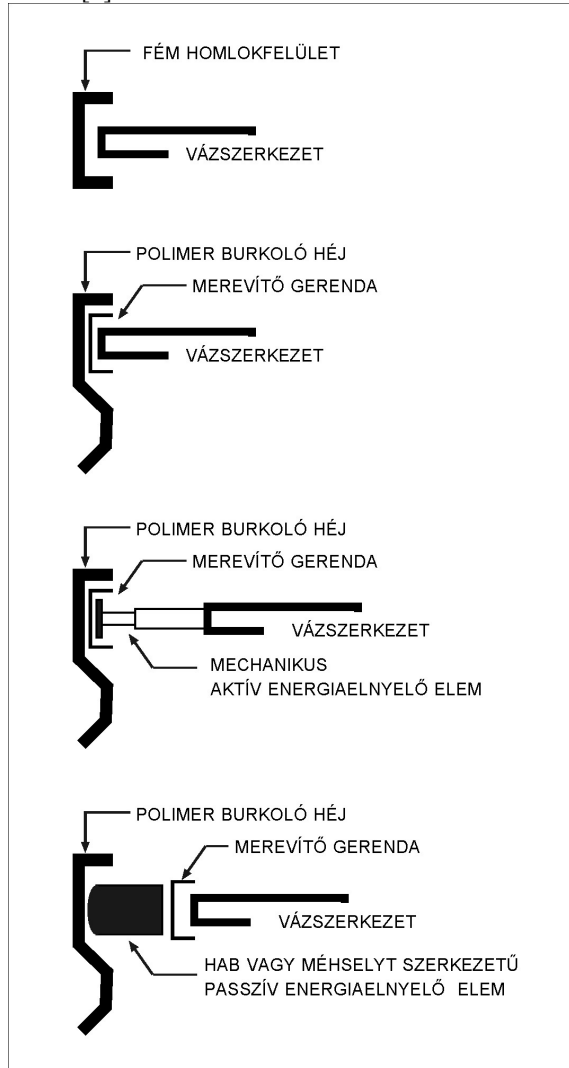 FÉM HOMLOKFELÜLET
VÁZSZERKEZET
POLIMER BURKOLÓ HÉJ
MEREVÍTŐ GERENDA
VÁZSZERKEZET
POLIMER BURKOLÓ HÉJ
MEREVÍTŐ GERENDA
VÁZSZERKEZET
MECHANIKUS
AKTÍV ENERGIAELNYELŐ ELEM
POLIMER BURKOLÓ HÉJ
MEREVÍTŐ GERENDA
VÁZSZERKEZET
HAB VAGY MÉHSELYT SZERKEZETŰ
PASSZÍV ENERGIAELNYELŐ ELEM